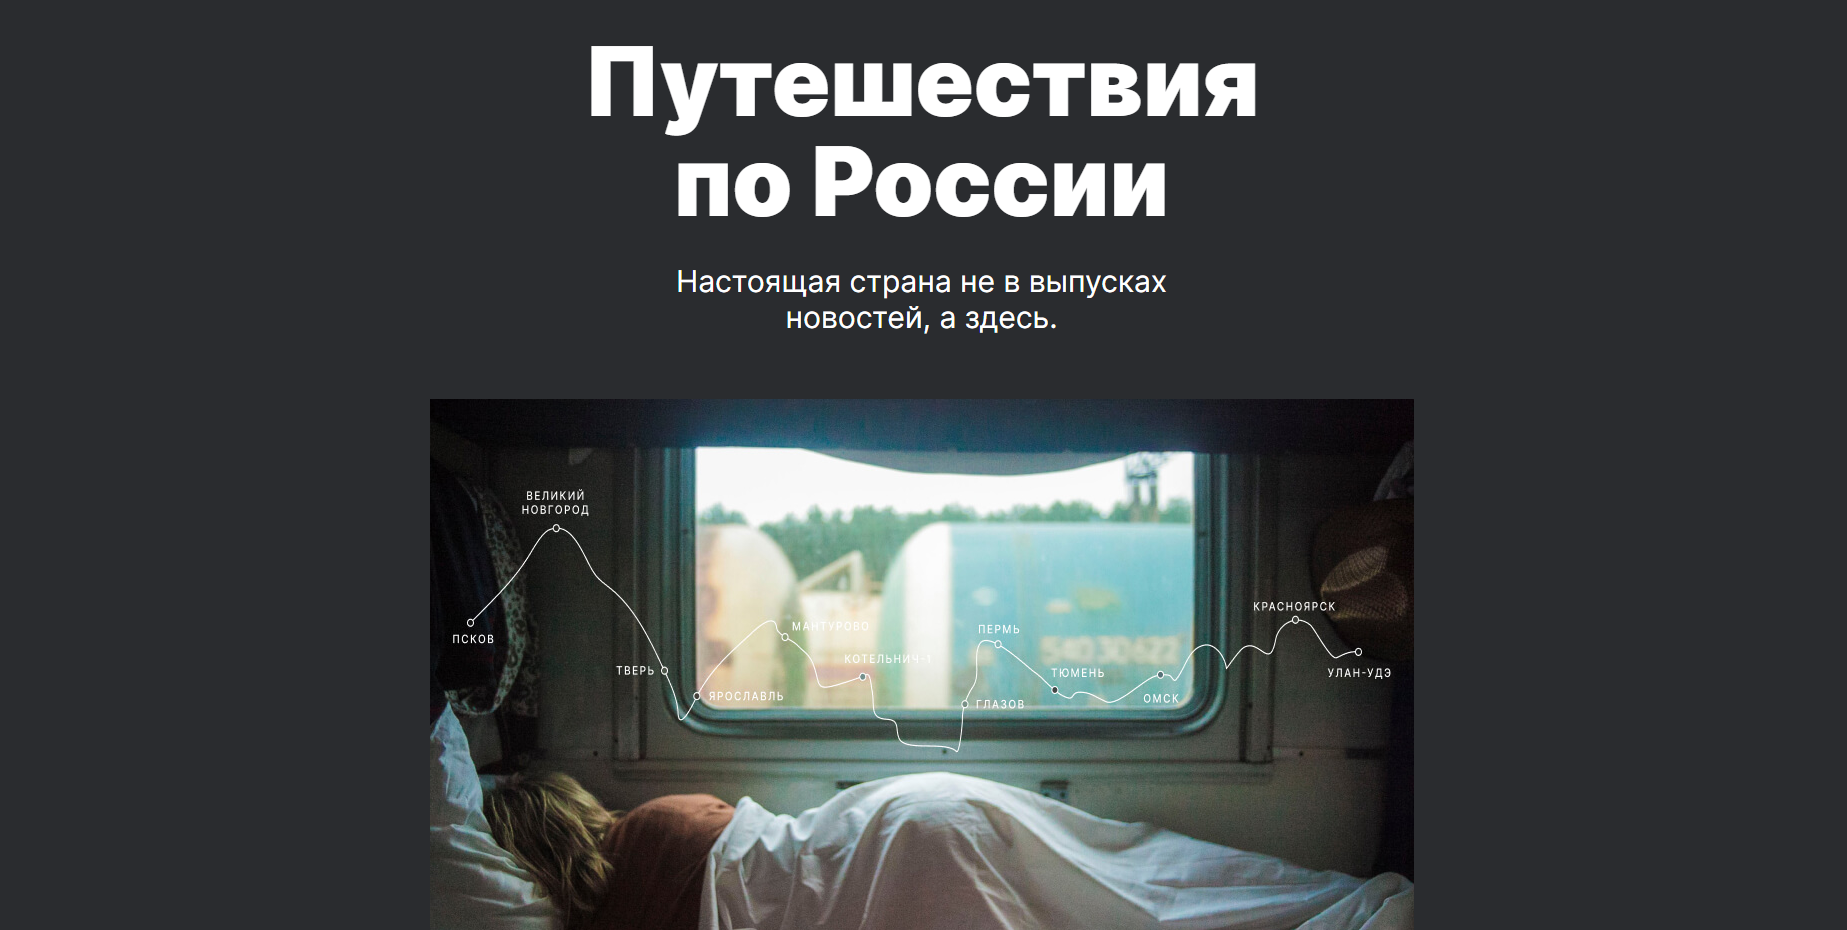 Путешествия
по России
Настоящая страна не в выпусках
новостей, а здесь.
ВЕЛИКИЙ
НОВГОРОД
ПСКОВ
ТВЕРЬ
ЯРОСЛАВЛЬ
МАНТУРОВО
КОТЕЛЬНИЧ-1
ГЛАЗОВ
ПЕРМЬ
ТЮМЕНЬ
ОМСК
КРАСНОЯРСК
УЛАН-УДЭ